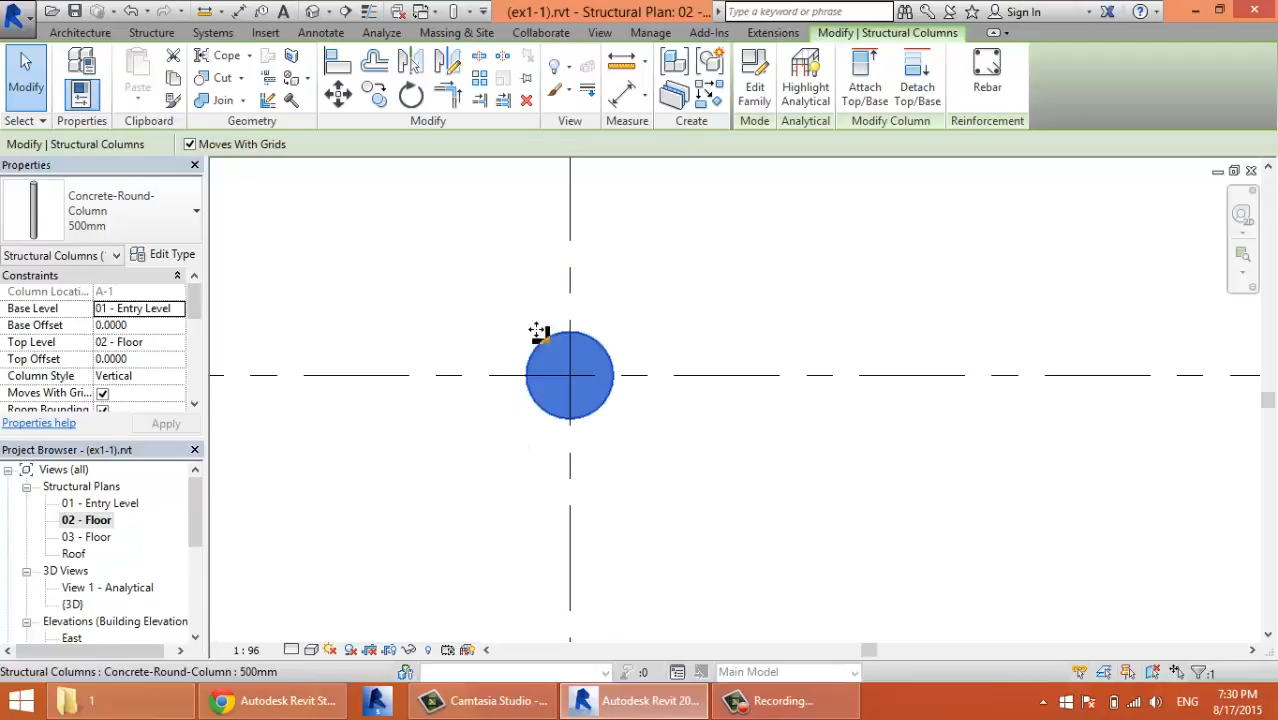 (ex1-1).rvt - Structural Plan: 02 -...
Type a keyword or phrase
Sign In
Architecture Structure Systems Insert Annotate Analyze Massing & Site Collaborate View Manage Add-Ins Extensions Modify | Structural Columns
Modify
Paste
Cope
Cut
Join
Edit Family
Highlight Analytical
Attach Top/Base
Detach Top/Base
Rebar
Select Properties Clipboard Geometry Modify View Measure Create Mode Analytical Modify Column Reinforcement
Modify | Structural Columns Moves With Grids
Properties
Concrete-Round-
Column
500mm
Structural Columns ( Edit Type
Constraints
Column Locati... A-1
Base Level 01 - Entry Level
Base Offset 0.0000
Top Level 02 - Floor
Top Offset 0.0000
Column Style Vertical
Moves With Gri...
Room Bounding
Properties help Apply
Project Browser - (ex1-1).rvt
Views (all)
Structural Plans
01 - Entry Level
02 - Floor
03 - Floor
Roof
3D Views
View 1 - Analytical
{3D}
Elevations (Building Elevation
East
2D
1 : 96
Structural Columns : Concrete-Round-Column : 500mm
:0
Main Model
:1
1
Autodesk Revit St...
Camtasia Studio -...
Autodesk Revit 20...
Recording...
ENG
7:30 PM
8/17/2015